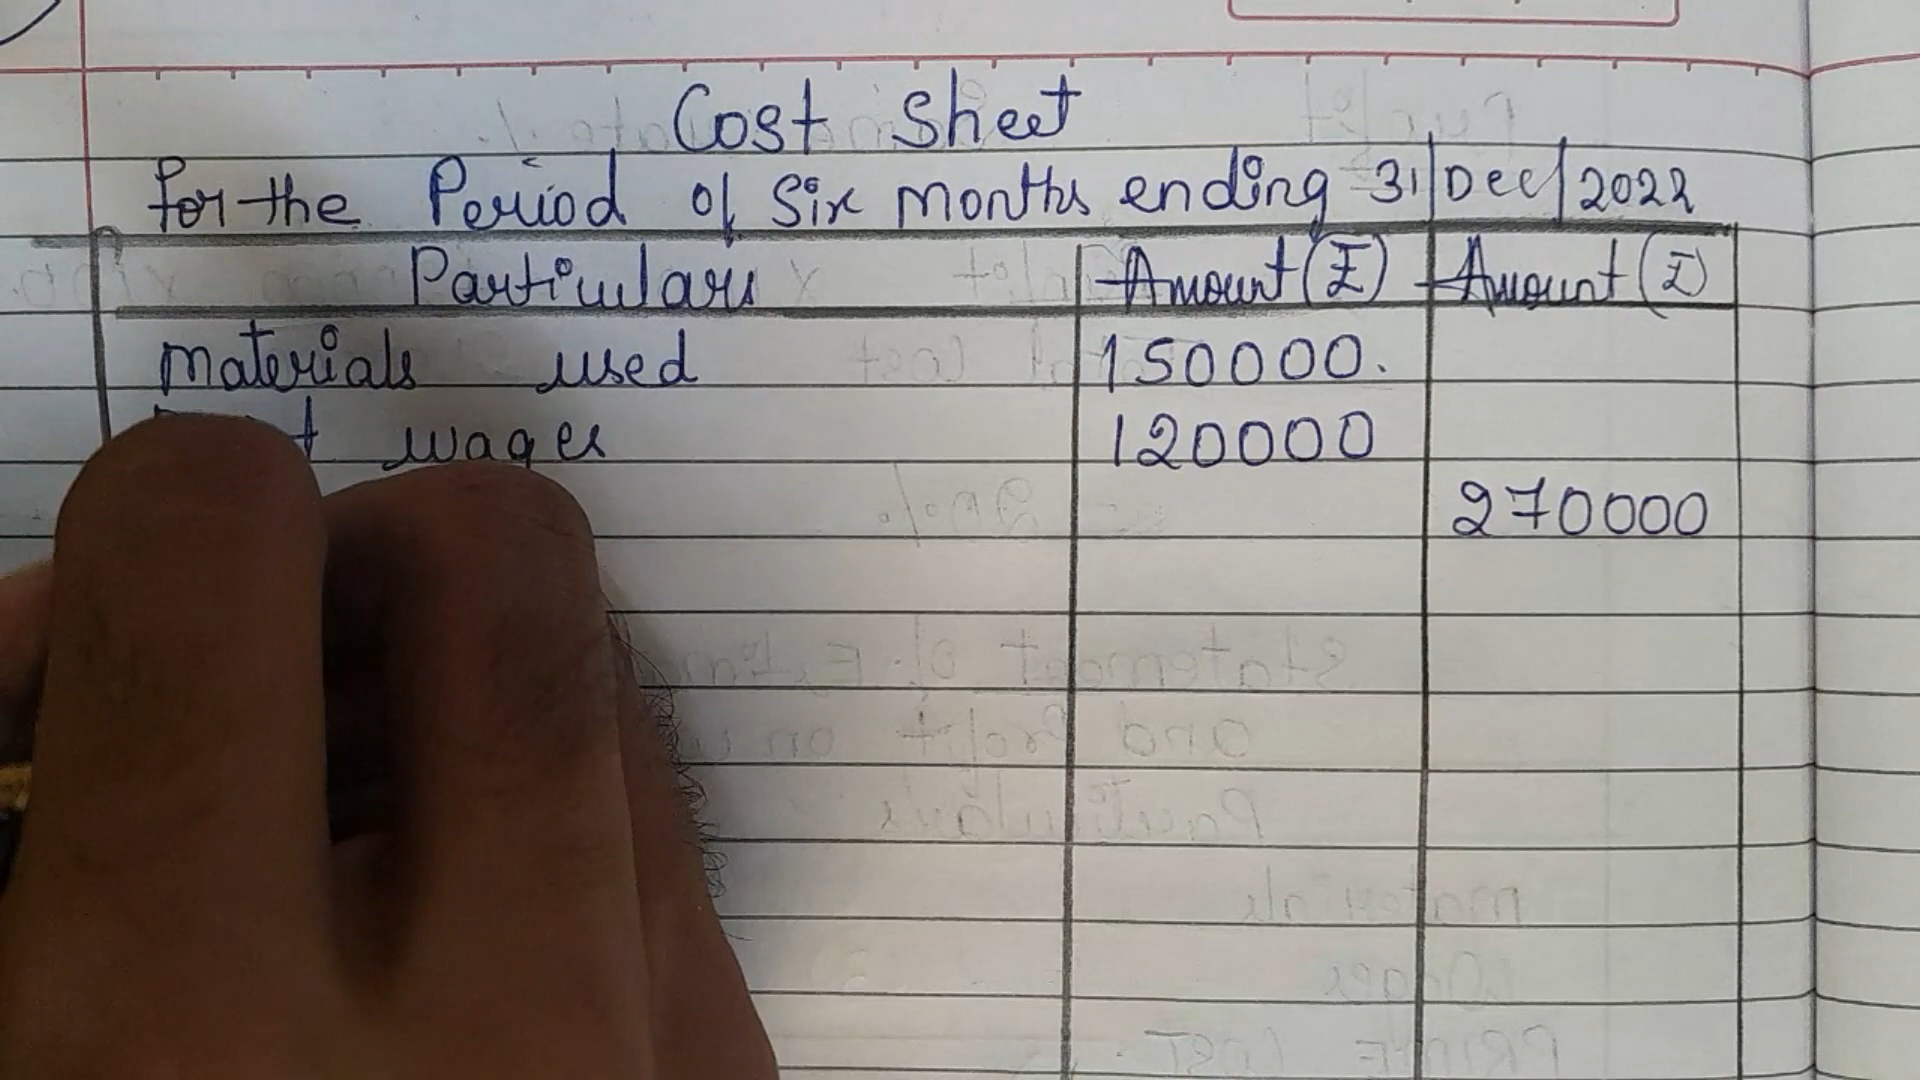 Cost Sheet
for the Period of Six months ending 31/Dec/2022
Particulars Amount (₹) Amount (₹)
materials used 150000.
wages 120000
270000